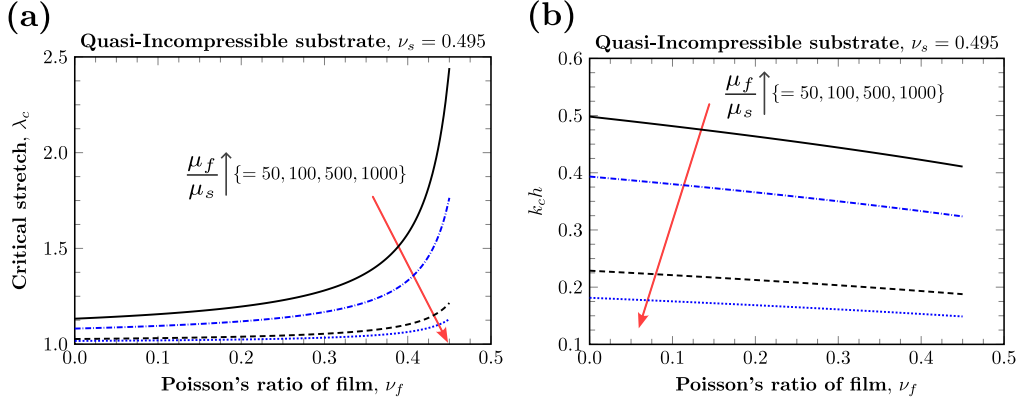 (a)
Quasi-Incompressible substrate, νs = 0.495
2.5
2.0
1.5
1.0
Critical stretch, λc
μf
μs
{= 50, 100, 500, 1000}
0.0 0.1 0.2 0.3 0.4 0.5
Poisson's ratio of film, νf
(b)
Quasi-Incompressible substrate, νs = 0.495
0.6
0.5
0.4
0.3
0.2
0.1
kch
μf
μs
{= 50, 100, 500, 1000}
0.0 0.1 0.2 0.3 0.4 0.5
Poisson's ratio of film, νf